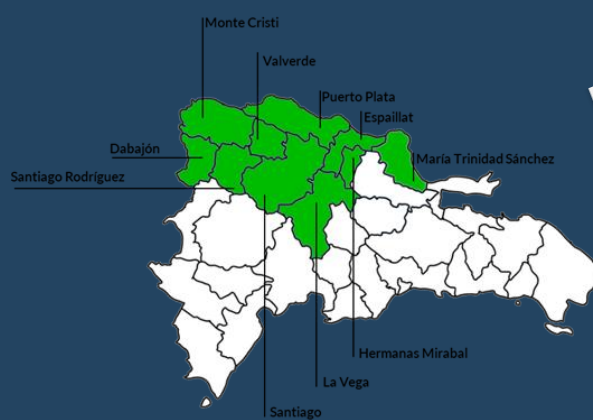 Monte Cristi
Valverde
Puerto Plata
Espaillat
Dabajón
María Trinidad Sánchez
Santiago Rodríguez
Hermanas Mirabal
La Vega
Santiago